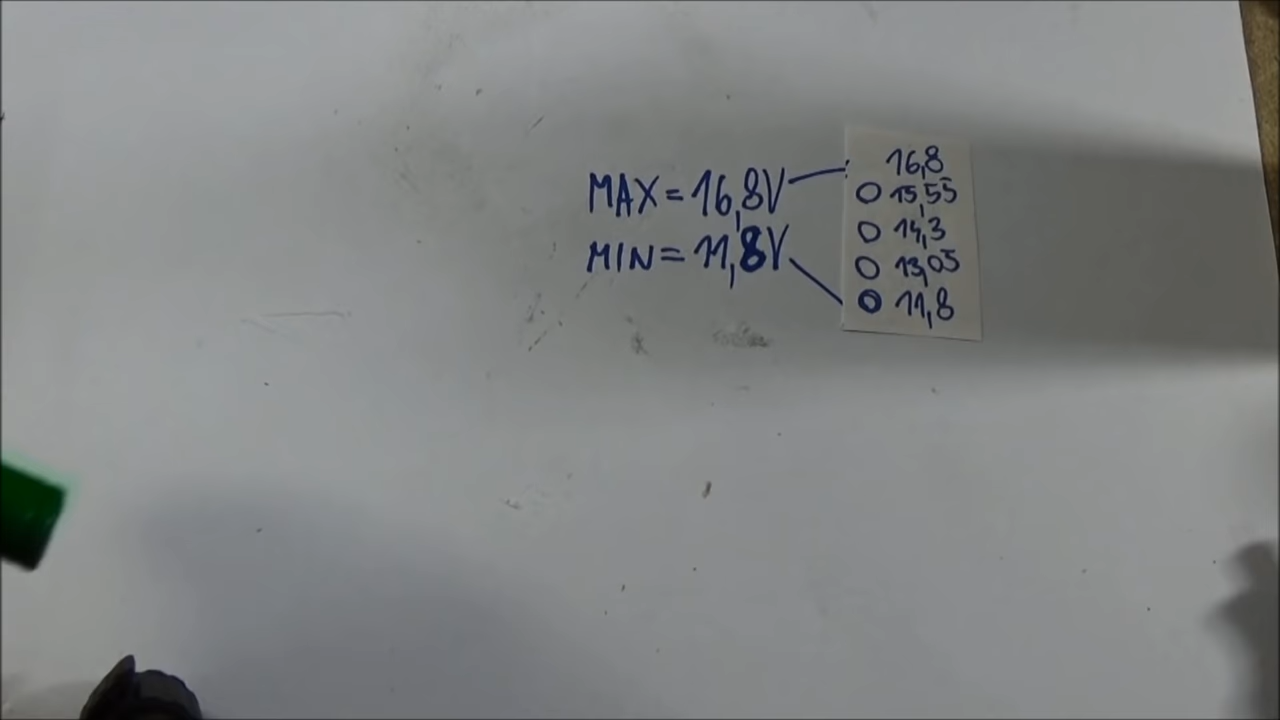 MAX = 16,8V
MIN = 11,8V
16,8
15,55
14,3
13,05
11,8